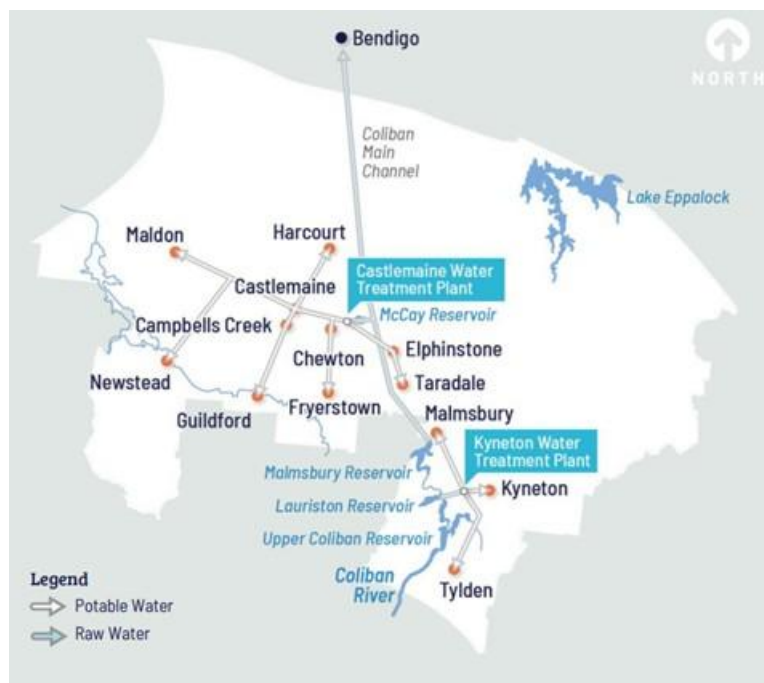 Bendigo
NORTH
Coliban
Main
Channel
Lake Eppalock
Maldon
Harcourt
Castlemaine Water
Treatment Plant
Castlemaine
McCay Reservoir
Campbells Creek
Chewton
Elphinstone
Newstead
Taradale
Guildford
Fryerstown
Malmsbury
Kyneton Water
Treatment Plant
Malmsbury Reservoir
Kyneton
Lauriston Reservoir
Upper Coliban Reservoir
Coliban
River
Tylden
Legend
Potable Water
Raw Water